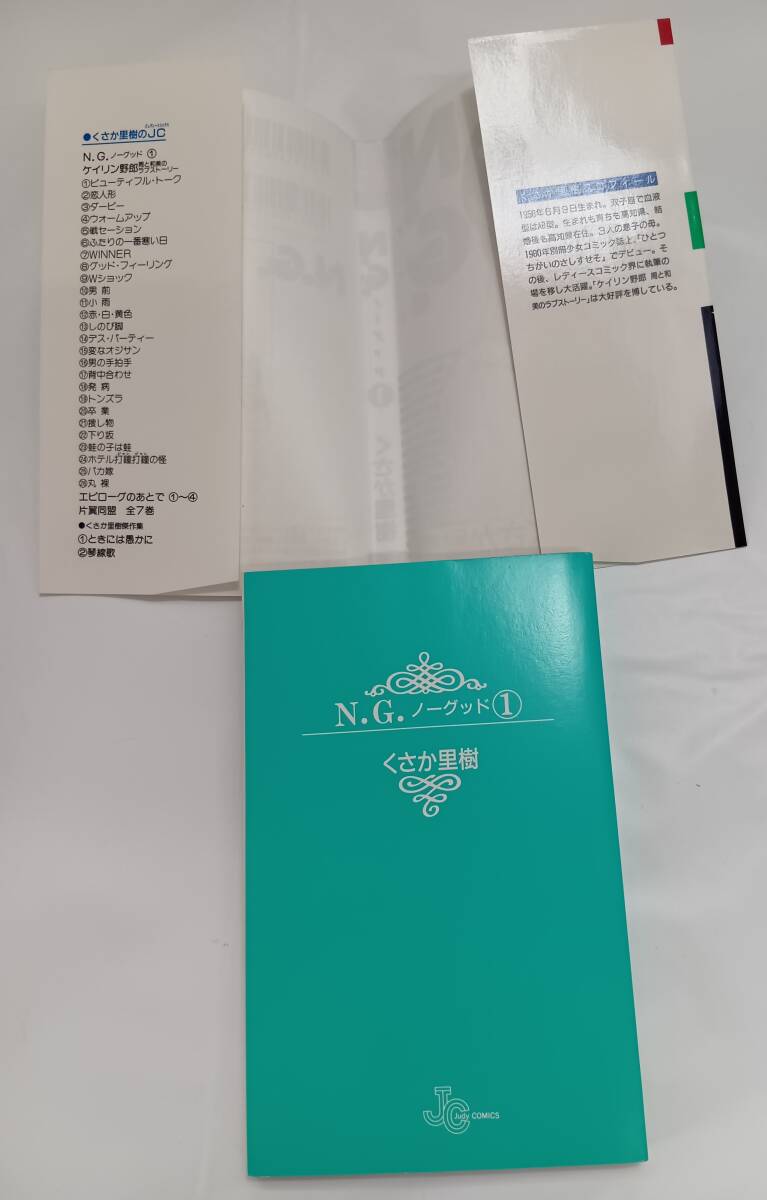 ●くさか里樹のJC
N.G.ノーグッド①
ケイリン野郎 周と和美のラブストーリー
①ビューティフル・トーク
②恋人形
③ダービー
④ウォームアップ
⑤戦セーション
⑥ふたりの一番寒い日
⑦WINNER
⑧グッド・フィーリング
⑨Wショック
⑩男前
⑪小雨
⑫赤・白・黄色
⑬しのび脚
⑭デス・パーティー
⑮変なオジサン
⑯男の手拍手
⑰背中合わせ
⑱発病
⑲トンズラ
⑳卒業
㉑捜し物
㉒下り坂
㉓蛙の子は蛙
㉔ホテル打鐘打鐘の怪
㉕バカ嫁
㉖丸裸
エピローグのあとで ①〜④
片翼同盟 全7巻
●くさか里樹傑作集
①ときには愚かに
②琴線歌
くさか里樹プロフィール
1958年6月9日生まれ。双子座で血液
型はAB型。生まれも育ちも高知県、結
婚後も高知県在住。3人の息子の母。
1980年別冊少女コミック誌上、「ひとつ
ちがいのさしすせそ」でデビュー。そ
の後、レディースコミック界に執筆の
場を移し大活躍。「ケイリン野郎 周と和
美のラブストーリー」は大好評を博している。
N.G.ノーグッド①
くさか里樹
JC
Judy COMICS